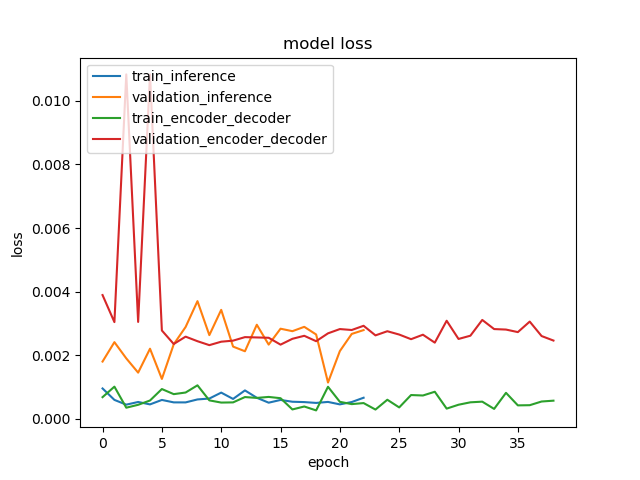 model loss
train_inference
validation_inference
train_encoder_decoder
validation_encoder_decoder
0.010
0.008
0.006
0.004
0.002
0.000
loss
0 5 10 15 20 25 30 35
epoch